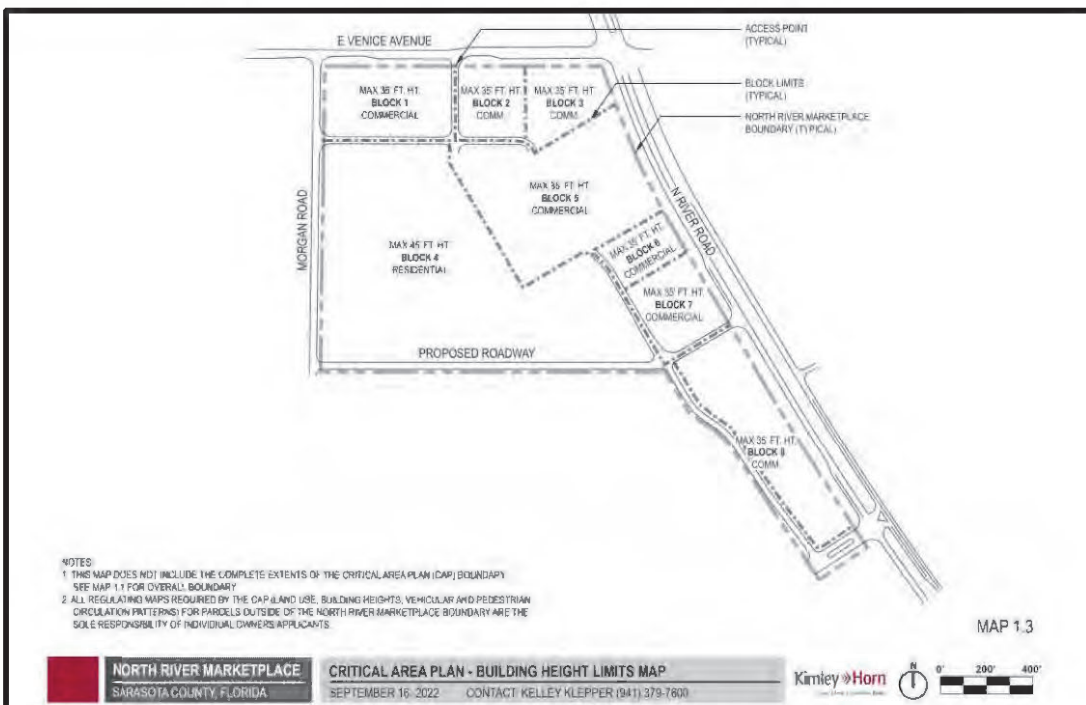 E VENICE AVENUE
ACCESS POINT
(TYPICAL)
MAX 35' FT. HT.
BLOCK 1
COMMERCIAL
MAX 35' FT. HT.
BLOCK 2
COMM.
MAX 35' FT. HT.
BLOCK 3
COMM.
BLOCK LIMITS
(TYPICAL)
NORTH RIVER MARKETPLACE
BOUNDARY (TYPICAL)
MORGAN ROAD
MAX 35' FT. HT.
BLOCK 5
COMMERCIAL
N RIVER ROAD
MAX 45' FT. HT.
BLOCK 4
RESIDENTIAL
MAX 35' FT. HT.
BLOCK 6
COMMERCIAL
MAX 35' FT. HT.
BLOCK 7
COMMERCIAL
PROPOSED ROADWAY
MAX 35' FT. HT.
BLOCK 8
COMM.
NOTES:
1. THIS MAP DOES NOT INCLUDE THE COMPLETE EXTENTS OF THE CRITICAL AREA PLAN (CAP) BOUNDARY.
SEE MAP 1.1 FOR OVERALL BOUNDARY
2. ALL REGULATING MAPS REQUIRED BY THE CAP (LAND USE, BUILDING HEIGHTS, VEHICULAR AND PEDESTRIAN
CIRCULATION PATTERNS) FOR PARCELS OUTSIDE OF THE NORTH RIVER MARKETPLACE BOUNDARY ARE THE
SOLE RESPONSIBILITY OF INDIVIDUAL OWNERS/APPLICANTS.
MAP 1.3
NORTH RIVER MARKETPLACE
SARASOTA COUNTY, FLORIDA
CRITICAL AREA PLAN - BUILDING HEIGHT LIMITS MAP
SEPTEMBER 16, 2022 CONTACT: KELLEY KLEPPER (941) 379-7600
Kimley»Horn
N
0' 200' 400'